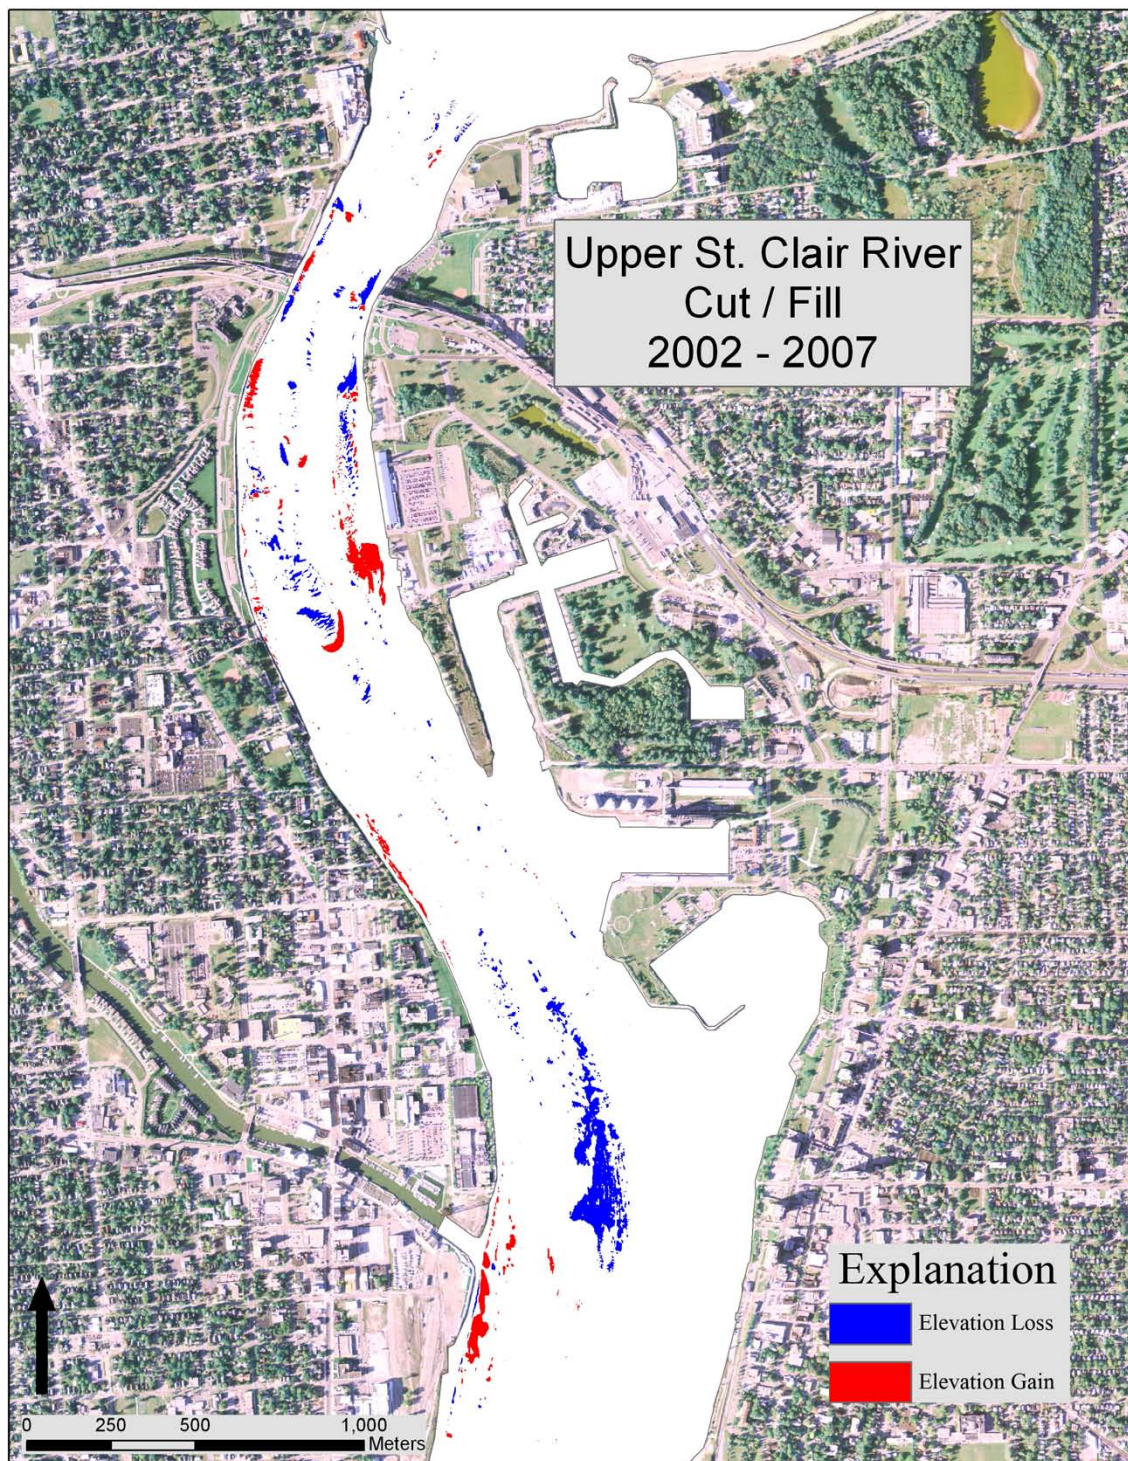 Upper St. Clair River
Cut / Fill
2002 - 2007
Explanation
Elevation Loss
Elevation Gain
0 250 500 1,000
Meters